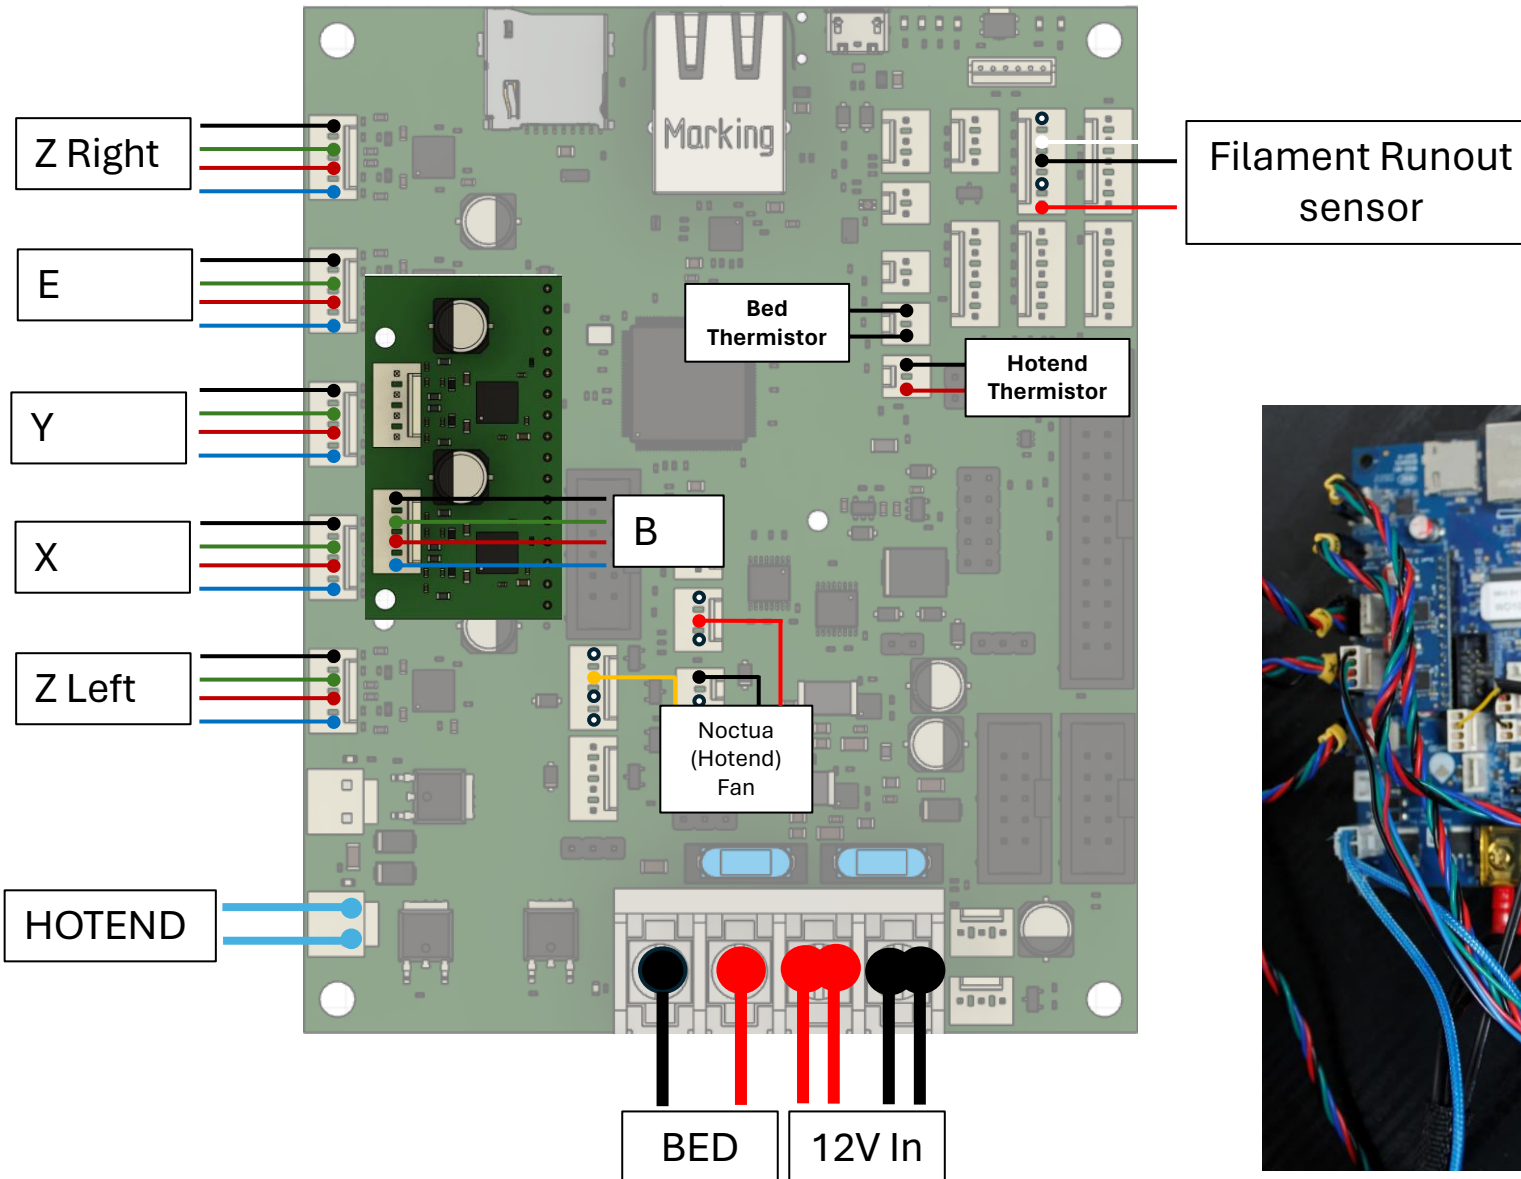 Marking
Z Right
Filament Runout
sensor
E
Bed
Thermistor
Hotend
Thermistor
Y
B
X
Z Left
Noctua
(Hotend)
Fan
HOTEND
BED
12V In